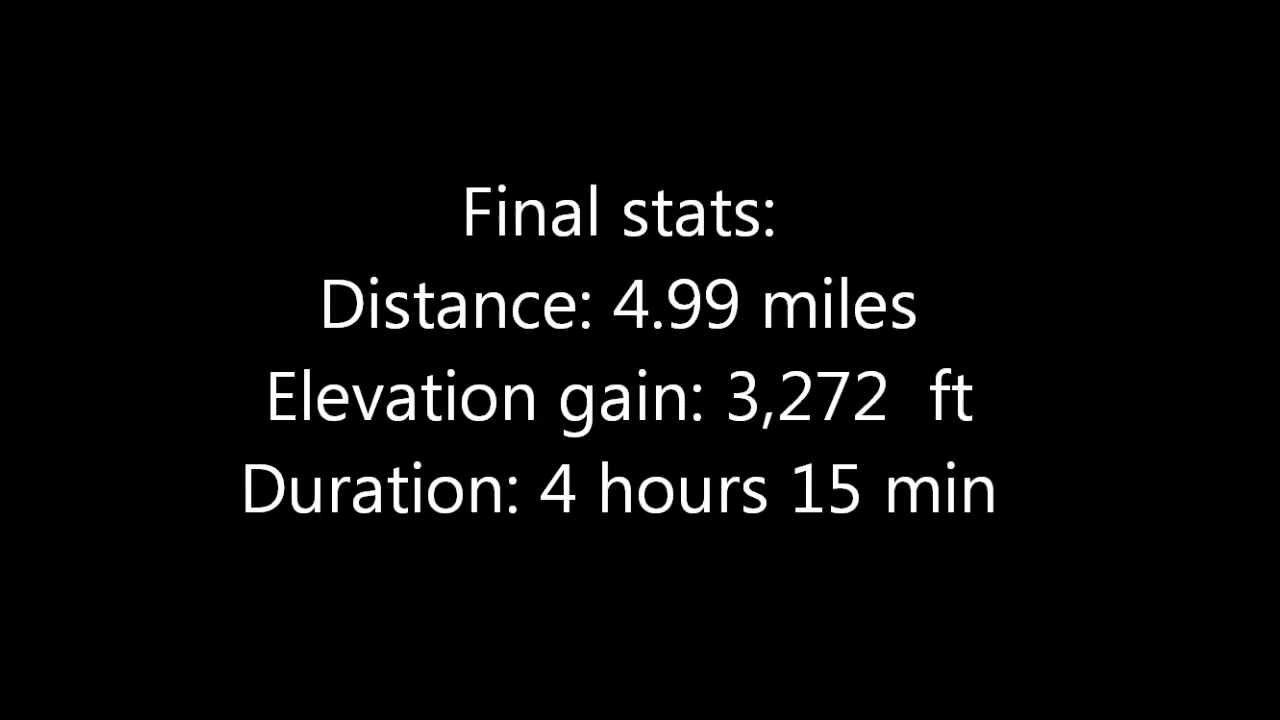 Final stats:
Distance: 4.99 miles
Elevation gain: 3,272  ft
Duration: 4 hours 15 min